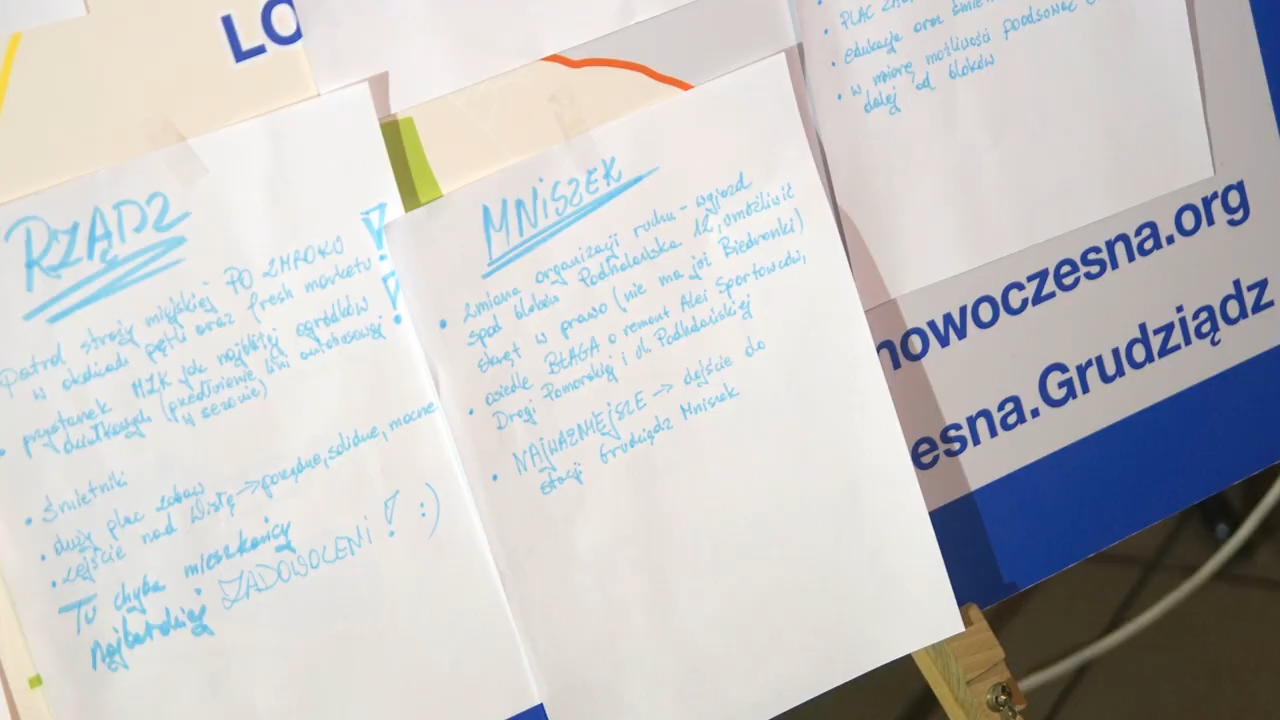 LO
RZĄDZ
patrol straży miejskiej PO ZMROKU
w okolicach pętli oraz fresh marketu !!
• przystanek MZK jak najbliżej ogródków
działkowych (przedłużenie linii autobusowej
w sezonie)
• śmietniki
• duży plac zabaw
• zejście nad Wisłę → porządne, solidne, mocne
Tu chyba mieszkańcy
najbardziej ZADOWOLENI ! :)
MNISZEK
• zmiana organizacji ruchu - wyjazd
spod bloków Podhalańska 12, umożliwić
skręt w prawo (nie ma już Biedronki)
• osiedle BŁAGA o remont Alei Sportowców,
Drogi Pomorskiej i ul. Podhalańskiej
• NAJWAŻNIEJSZE → dojście do
stacji Grudziądz Mniszek
• PLAC
• edukacja oraz
• w miarę możliwości poodsuwać
dalej od bloków
nowoczesna.org
esna.Grudziądz